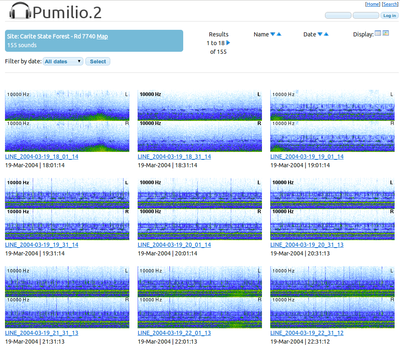 [Home] [Search]
Pumilio.2
Log in
Site: Carite State Forest - Rd 7740 Map
155 sounds
Results
1 to 18
of 155
Name
Date
Display:
Filter by date: All dates Select
10000 Hz L 10000 Hz L 10000 Hz L
10000 Hz R 10000 Hz R 10000 Hz R
LINE_2004-03-19_18_01_14 LINE_2004-03-19_18_31_14 LINE_2004-03-19_19_01_14
19-Mar-2004 | 18:01:14 19-Mar-2004 | 18:31:14 19-Mar-2004 | 19:01:14
10000 Hz L 10000 Hz L 10000 Hz L
10000 Hz R 10000 Hz R 10000 Hz R
LINE_2004-03-19_19_31_14 LINE_2004-03-19_20_01_14 LINE_2004-03-19_20_31_13
19-Mar-2004 | 19:31:14 19-Mar-2004 | 20:01:14 19-Mar-2004 | 20:31:13
10000 Hz L 10000 Hz L 10000 Hz L
10000 Hz R 10000 Hz R 10000 Hz R
LINE_2004-03-19_21_31_13 LINE_2004-03-19_22_01_13 LINE_2004-03-19_22_31_12
19-Mar-2004 | 21:31:13 19-Mar-2004 | 22:01:13 19-Mar-2004 | 22:31:12